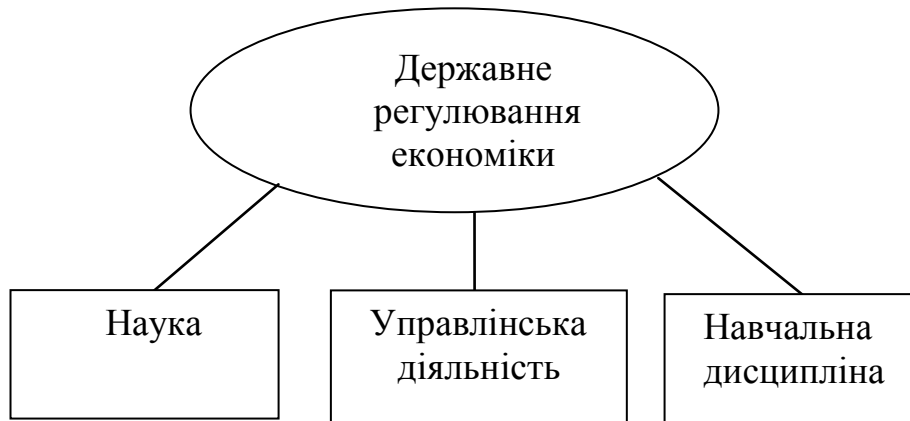 Державне
регулювання
економіки
Наука
Управлінська
діяльність
Навчальна
дисципліна